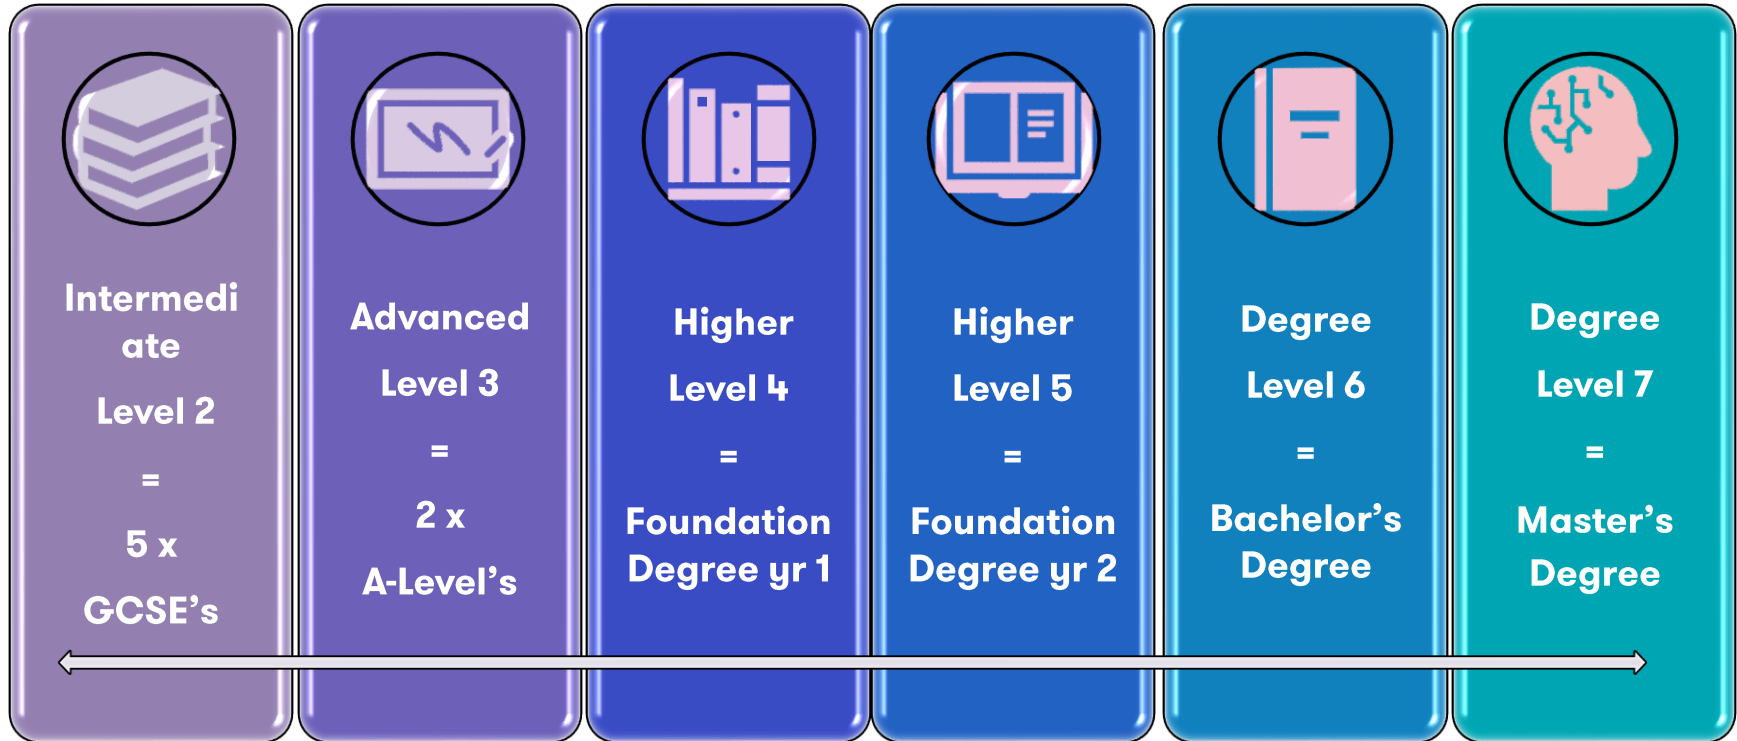 Intermedi
ate
Level 2
=
5 x
GCSE’s
Advanced
Level 3
=
2 x
A-Level’s
Higher
Level 4
=
Foundation
Degree yr 1
Higher
Level 5
=
Foundation
Degree yr 2
Degree
Level 6
=
Bachelor’s
Degree
Degree
Level 7
=
Master’s
Degree